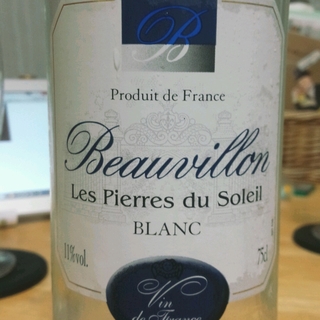 B
Produit de France
Beauvillon
Les Pierres du Soleil
BLANC
11%vol.
75cl
Vin
de France